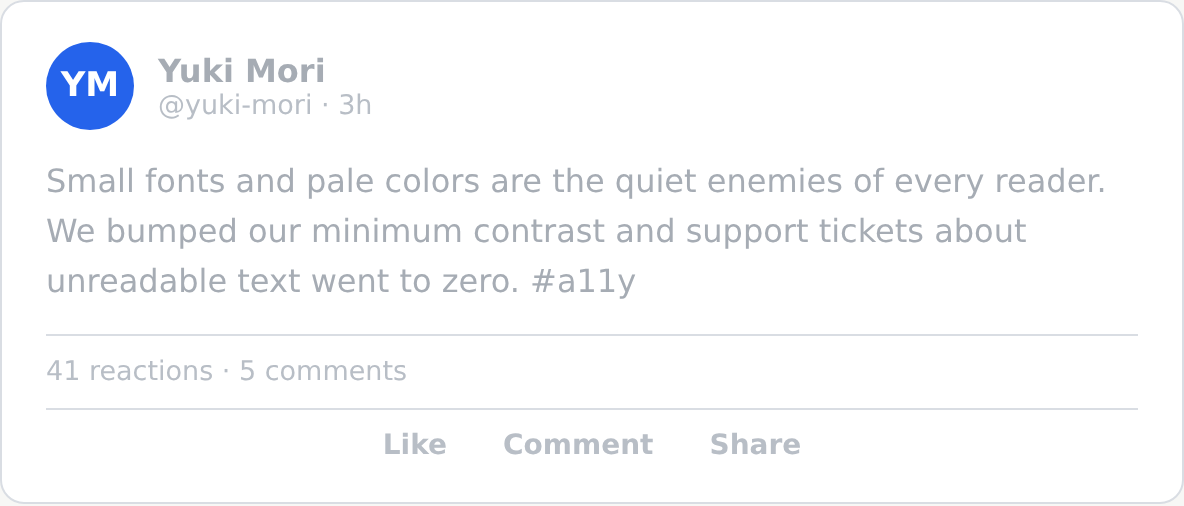 YM
Yuki Mori
@yuki-mori · 3h
Small fonts and pale colors are the quiet enemies of every reader.
We bumped our minimum contrast and support tickets about
unreadable text went to zero. #a11y
41 reactions · 5 comments
Like Comment Share